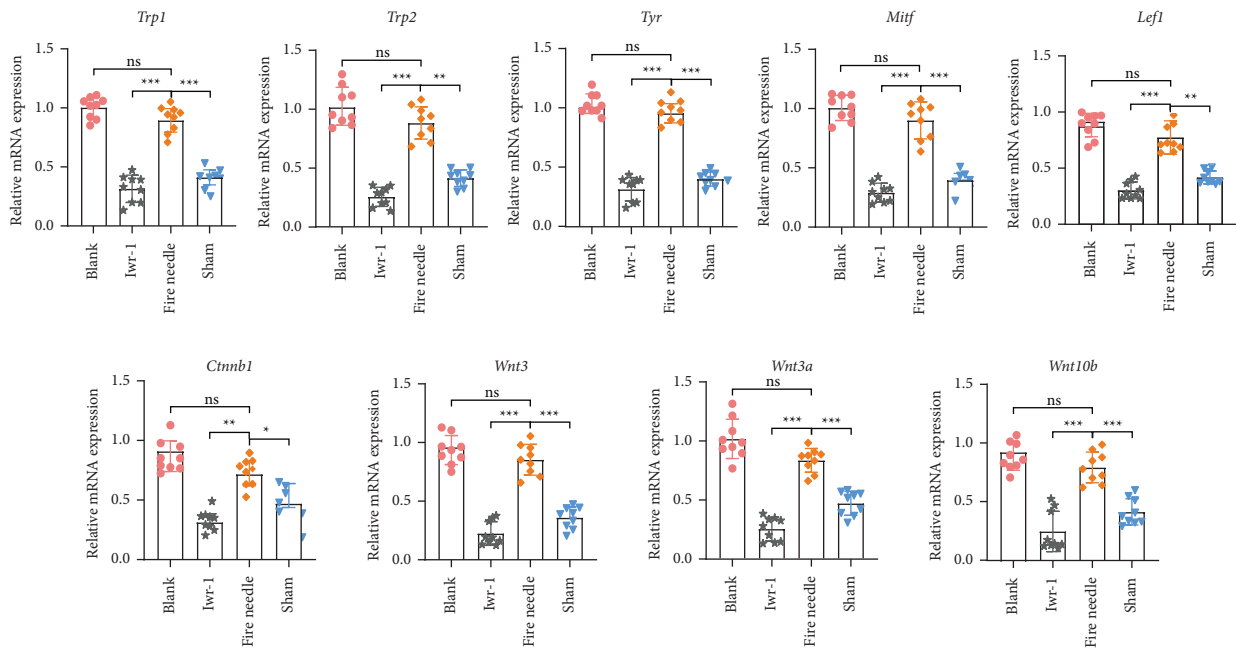 Trp1
Relative mRNA expression
1.5
1.0
0.5
0.0
ns
*** ***
Blank
Iwr-1
Fire needle
Sham
Trp2
Relative mRNA expression
1.5
1.0
0.5
0.0
ns
*** **
Blank
Iwr-1
Fire needle
Sham
Tyr
Relative mRNA expression
1.5
1.0
0.5
0.0
ns
*** ***
Blank
Iwr-1
Fire needle
Sham
Mitf
Relative mRNA expression
1.5
1.0
0.5
0.0
ns
*** ***
Blank
Iwr-1
Fire needle
Sham
Lef1
Relative mRNA expression
1.5
1.0
0.5
0.0
ns
*** **
Blank
Iwr-1
Fire needle
Sham
Ctnnb1
Relative mRNA expression
1.5
1.0
0.5
0.0
ns
** *
Blank
Iwr-1
Fire needle
Sham
Wnt3
Relative mRNA expression
1.5
1.0
0.5
0.0
ns
*** ***
Blank
Iwr-1
Fire needle
Sham
Wnt3a
Relative mRNA expression
1.5
1.0
0.5
0.0
ns
*** ***
Blank
Iwr-1
Fire needle
Sham
Wnt10b
Relative mRNA expression
1.5
1.0
0.5
0.0
ns
*** ***
Blank
Iwr-1
Fire needle
Sham